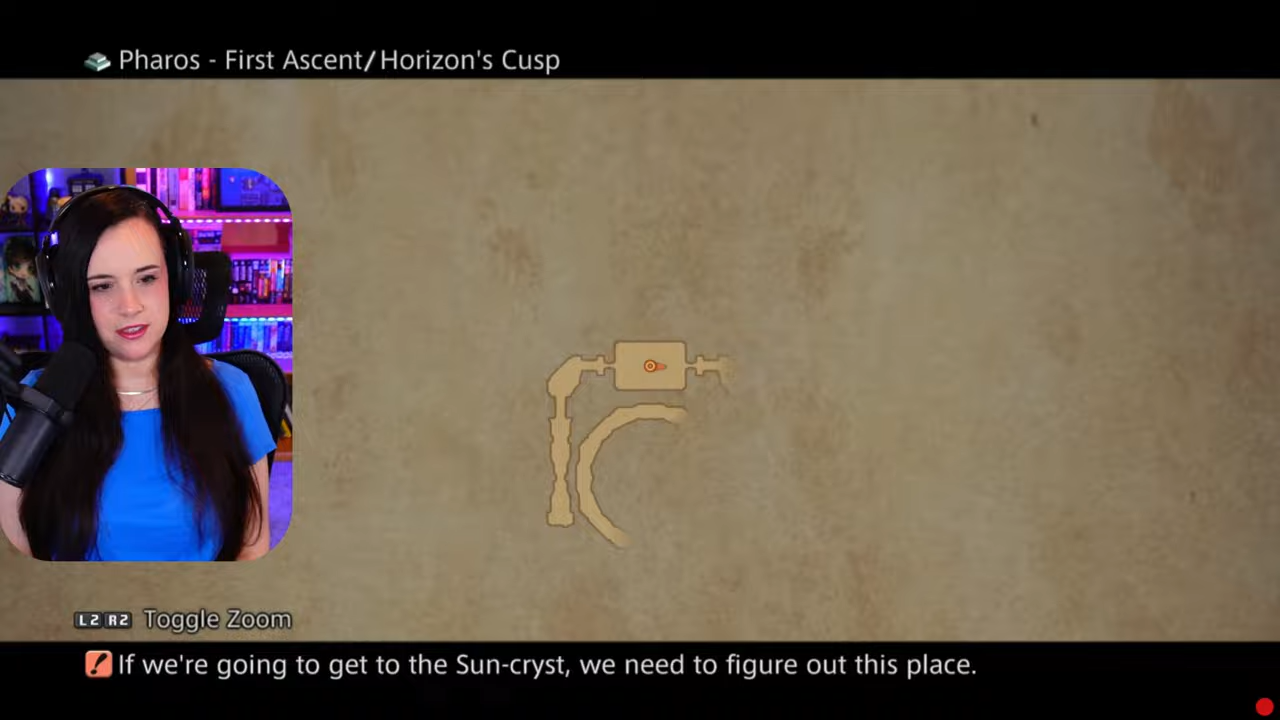 Pharos - First Ascent/Horizon's Cusp
L2 R2 Toggle Zoom
If we're going to get to the Sun-cryst, we need to figure out this place.